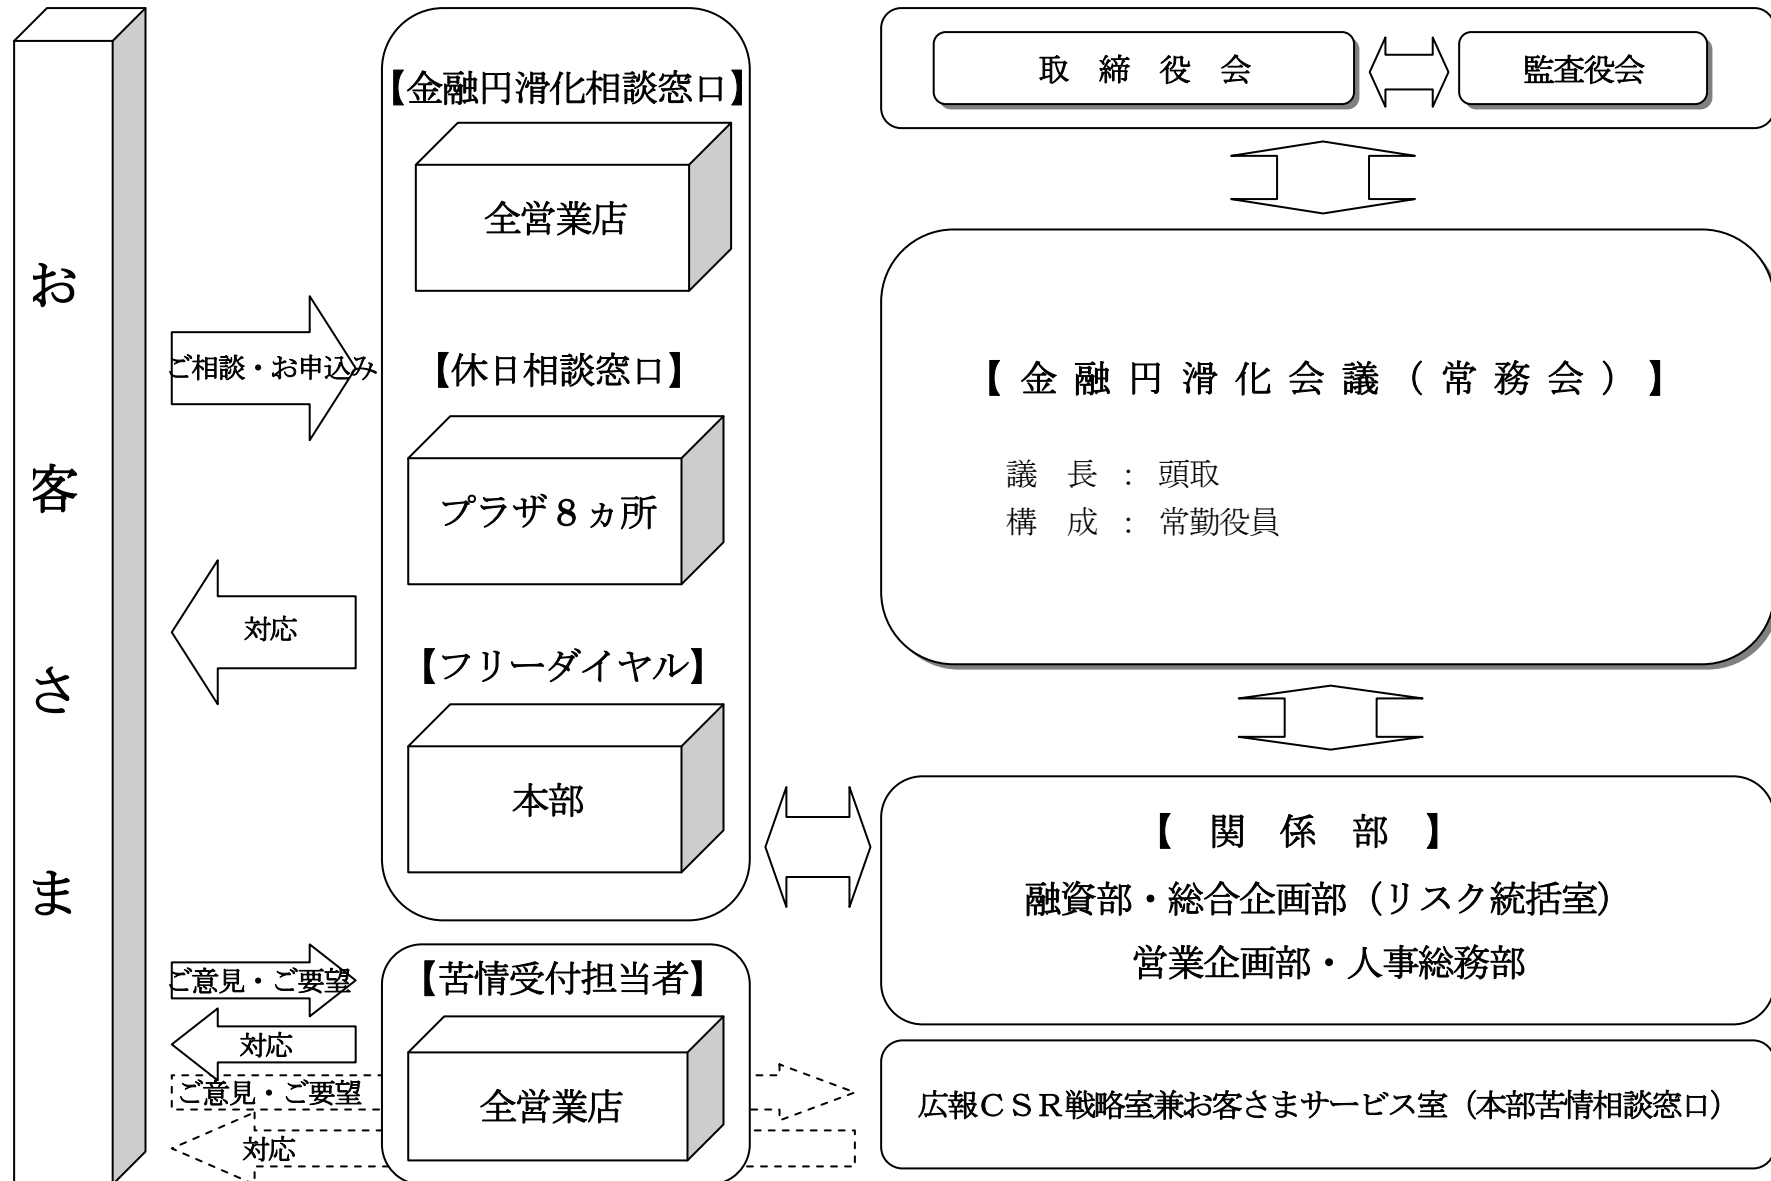 お客さま
【金融円滑化相談窓口】
全営業店
ご相談・お申込み
【休日相談窓口】
プラザ８ヵ所
対応
【フリーダイヤル】
本部
ご意見・ご要望
対応
ご意見・ご要望
対応
【苦情受付担当者】
全営業店
取　締　役　会
監査役会
【 金 融 円 滑 化 会 議 （ 常 務 会 ） 】
議　長　：　頭取
構　成　：　常勤役員
【　関　係　部　】
融資部・総合企画部（リスク統括室）
営業企画部・人事総務部
広報ＣＳＲ戦略室兼お客さまサービス室（本部苦情相談窓口）